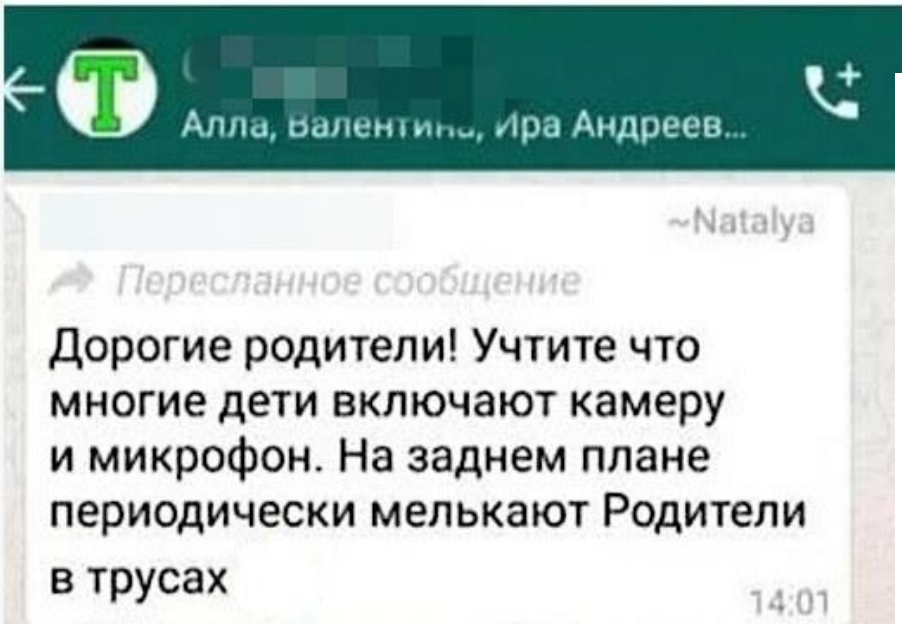 T
Алла, Валентина, Ира Андреев...
~Natalya
Пересланное сообщение
Дорогие родители! Учтите что
многие дети включают камеру
и микрофон. На заднем плане
периодически мелькают Родители
в трусах
14:01